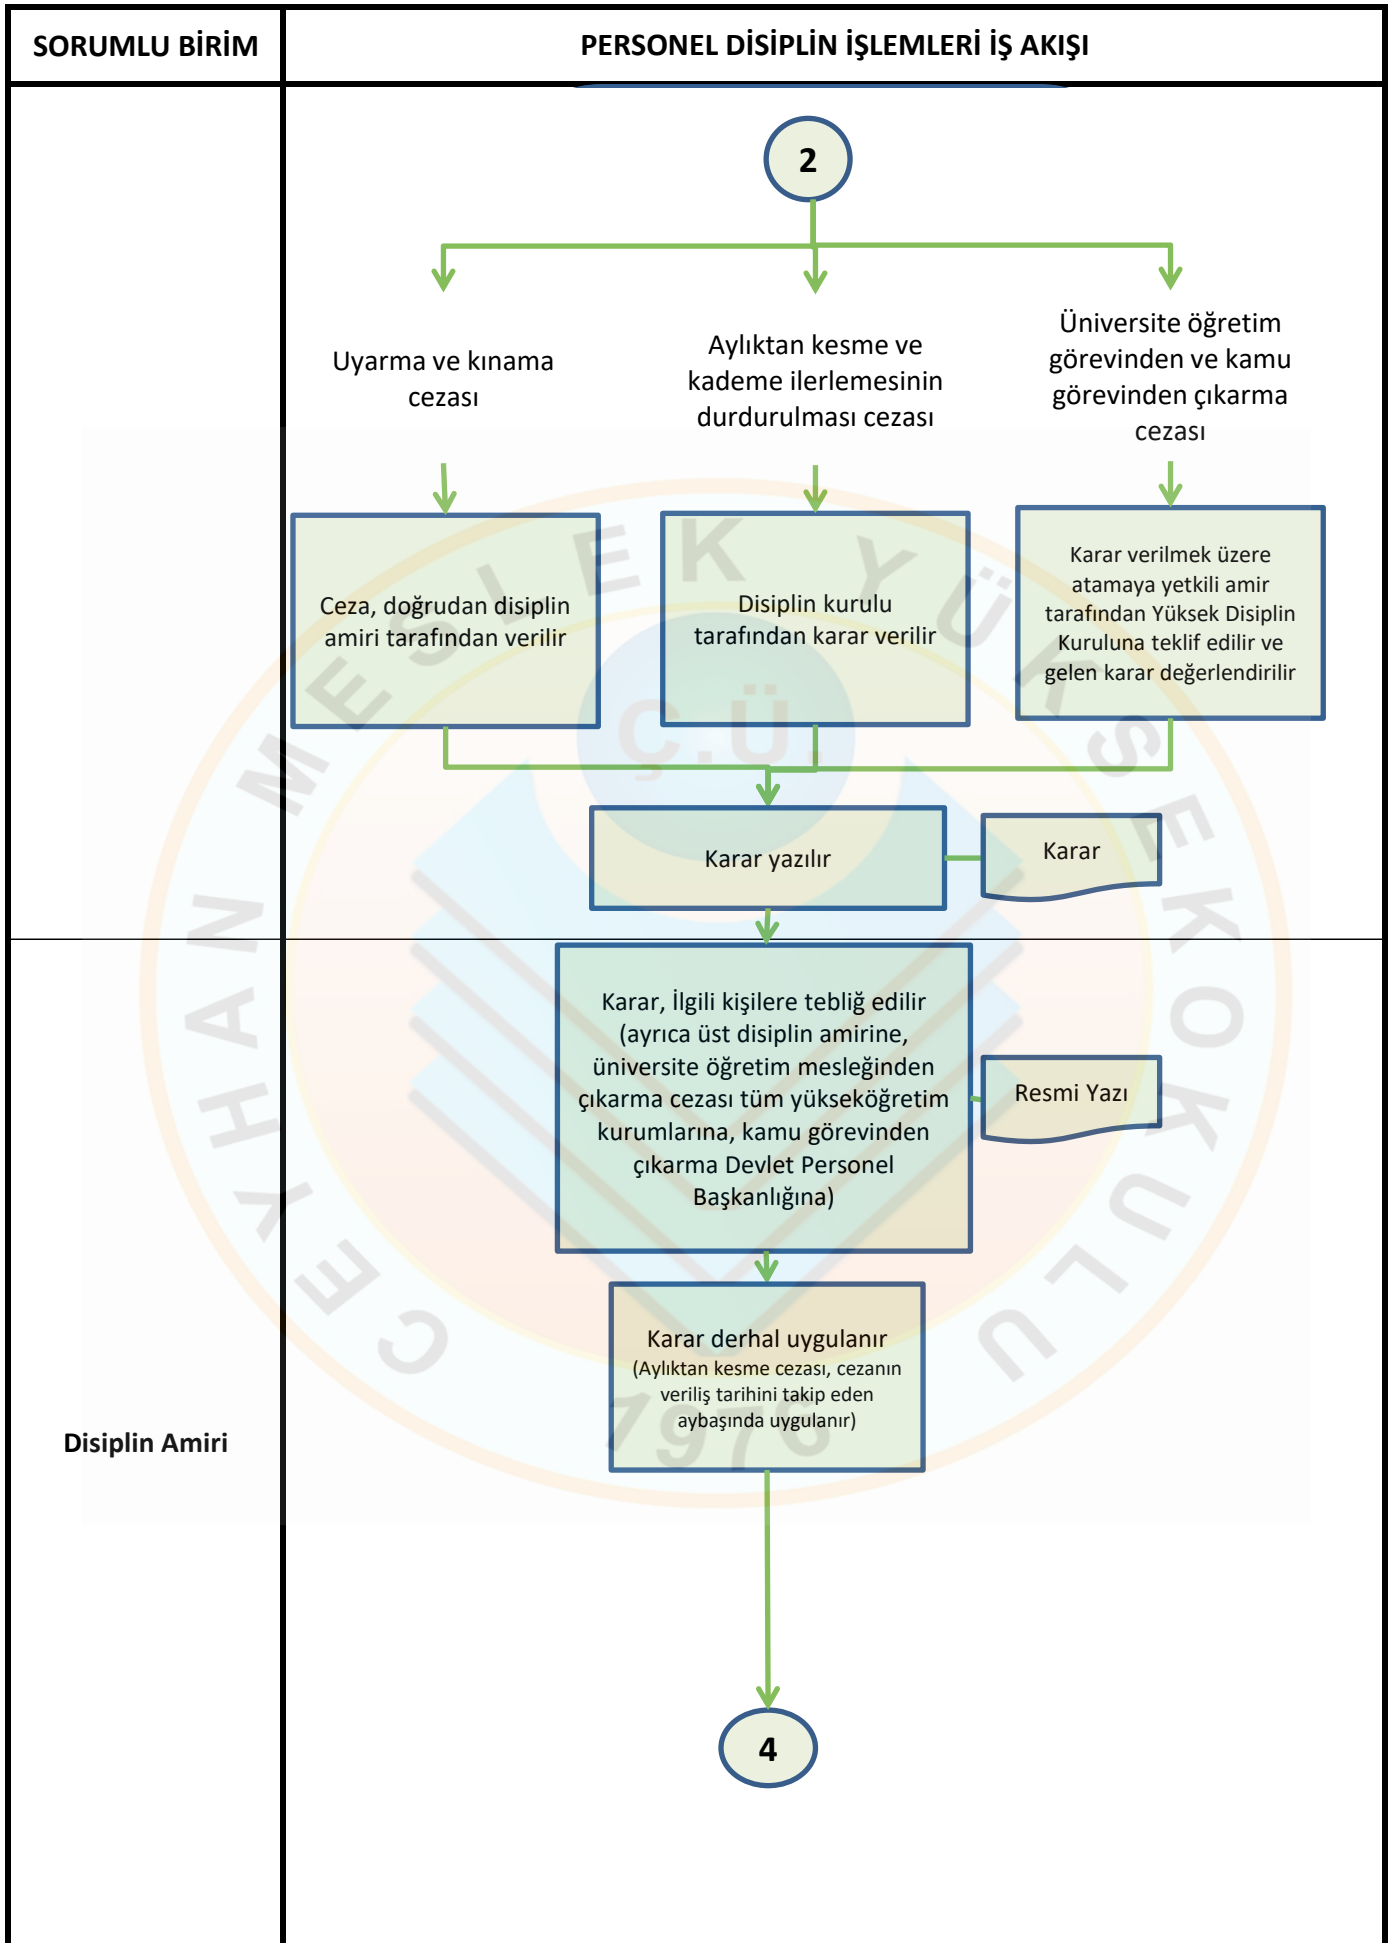 SORUMLU BİRİM
PERSONEL DİSİPLİN İŞLEMLERİ İŞ AKIŞI
2
Uyarma ve kınama
cezası
Aylıktan kesme ve
kademe ilerlemesinin
durdurulması cezası
Üniversite öğretim
görevinden ve kamu
görevinden çıkarma
cezası
Ceza, doğrudan disiplin
amiri tarafından verilir
Disiplin kurulu
tarafından karar verilir
Karar verilmek üzere
atamaya yetkili amir
tarafından Yüksek Disiplin
Kuruluna teklif edilir ve
gelen karar değerlendirilir
Karar yazılır
Karar
Karar, İlgili kişilere tebliğ edilir
(ayrıca üst disiplin amirine,
üniversite öğretim mesleğinden
çıkarma cezası tüm yükseköğretim
kurumlarına, kamu görevinden
çıkarma Devlet Personel
Başkanlığına)
Resmi Yazı
Karar derhal uygulanır
(Aylıktan kesme cezası, cezanın
veriliş tarihini takip eden
aybaşında uygulanır)
Disiplin Amiri
4
CEYHAN MESLEK YÜKSEKOKULU
Ç.Ü.
1976